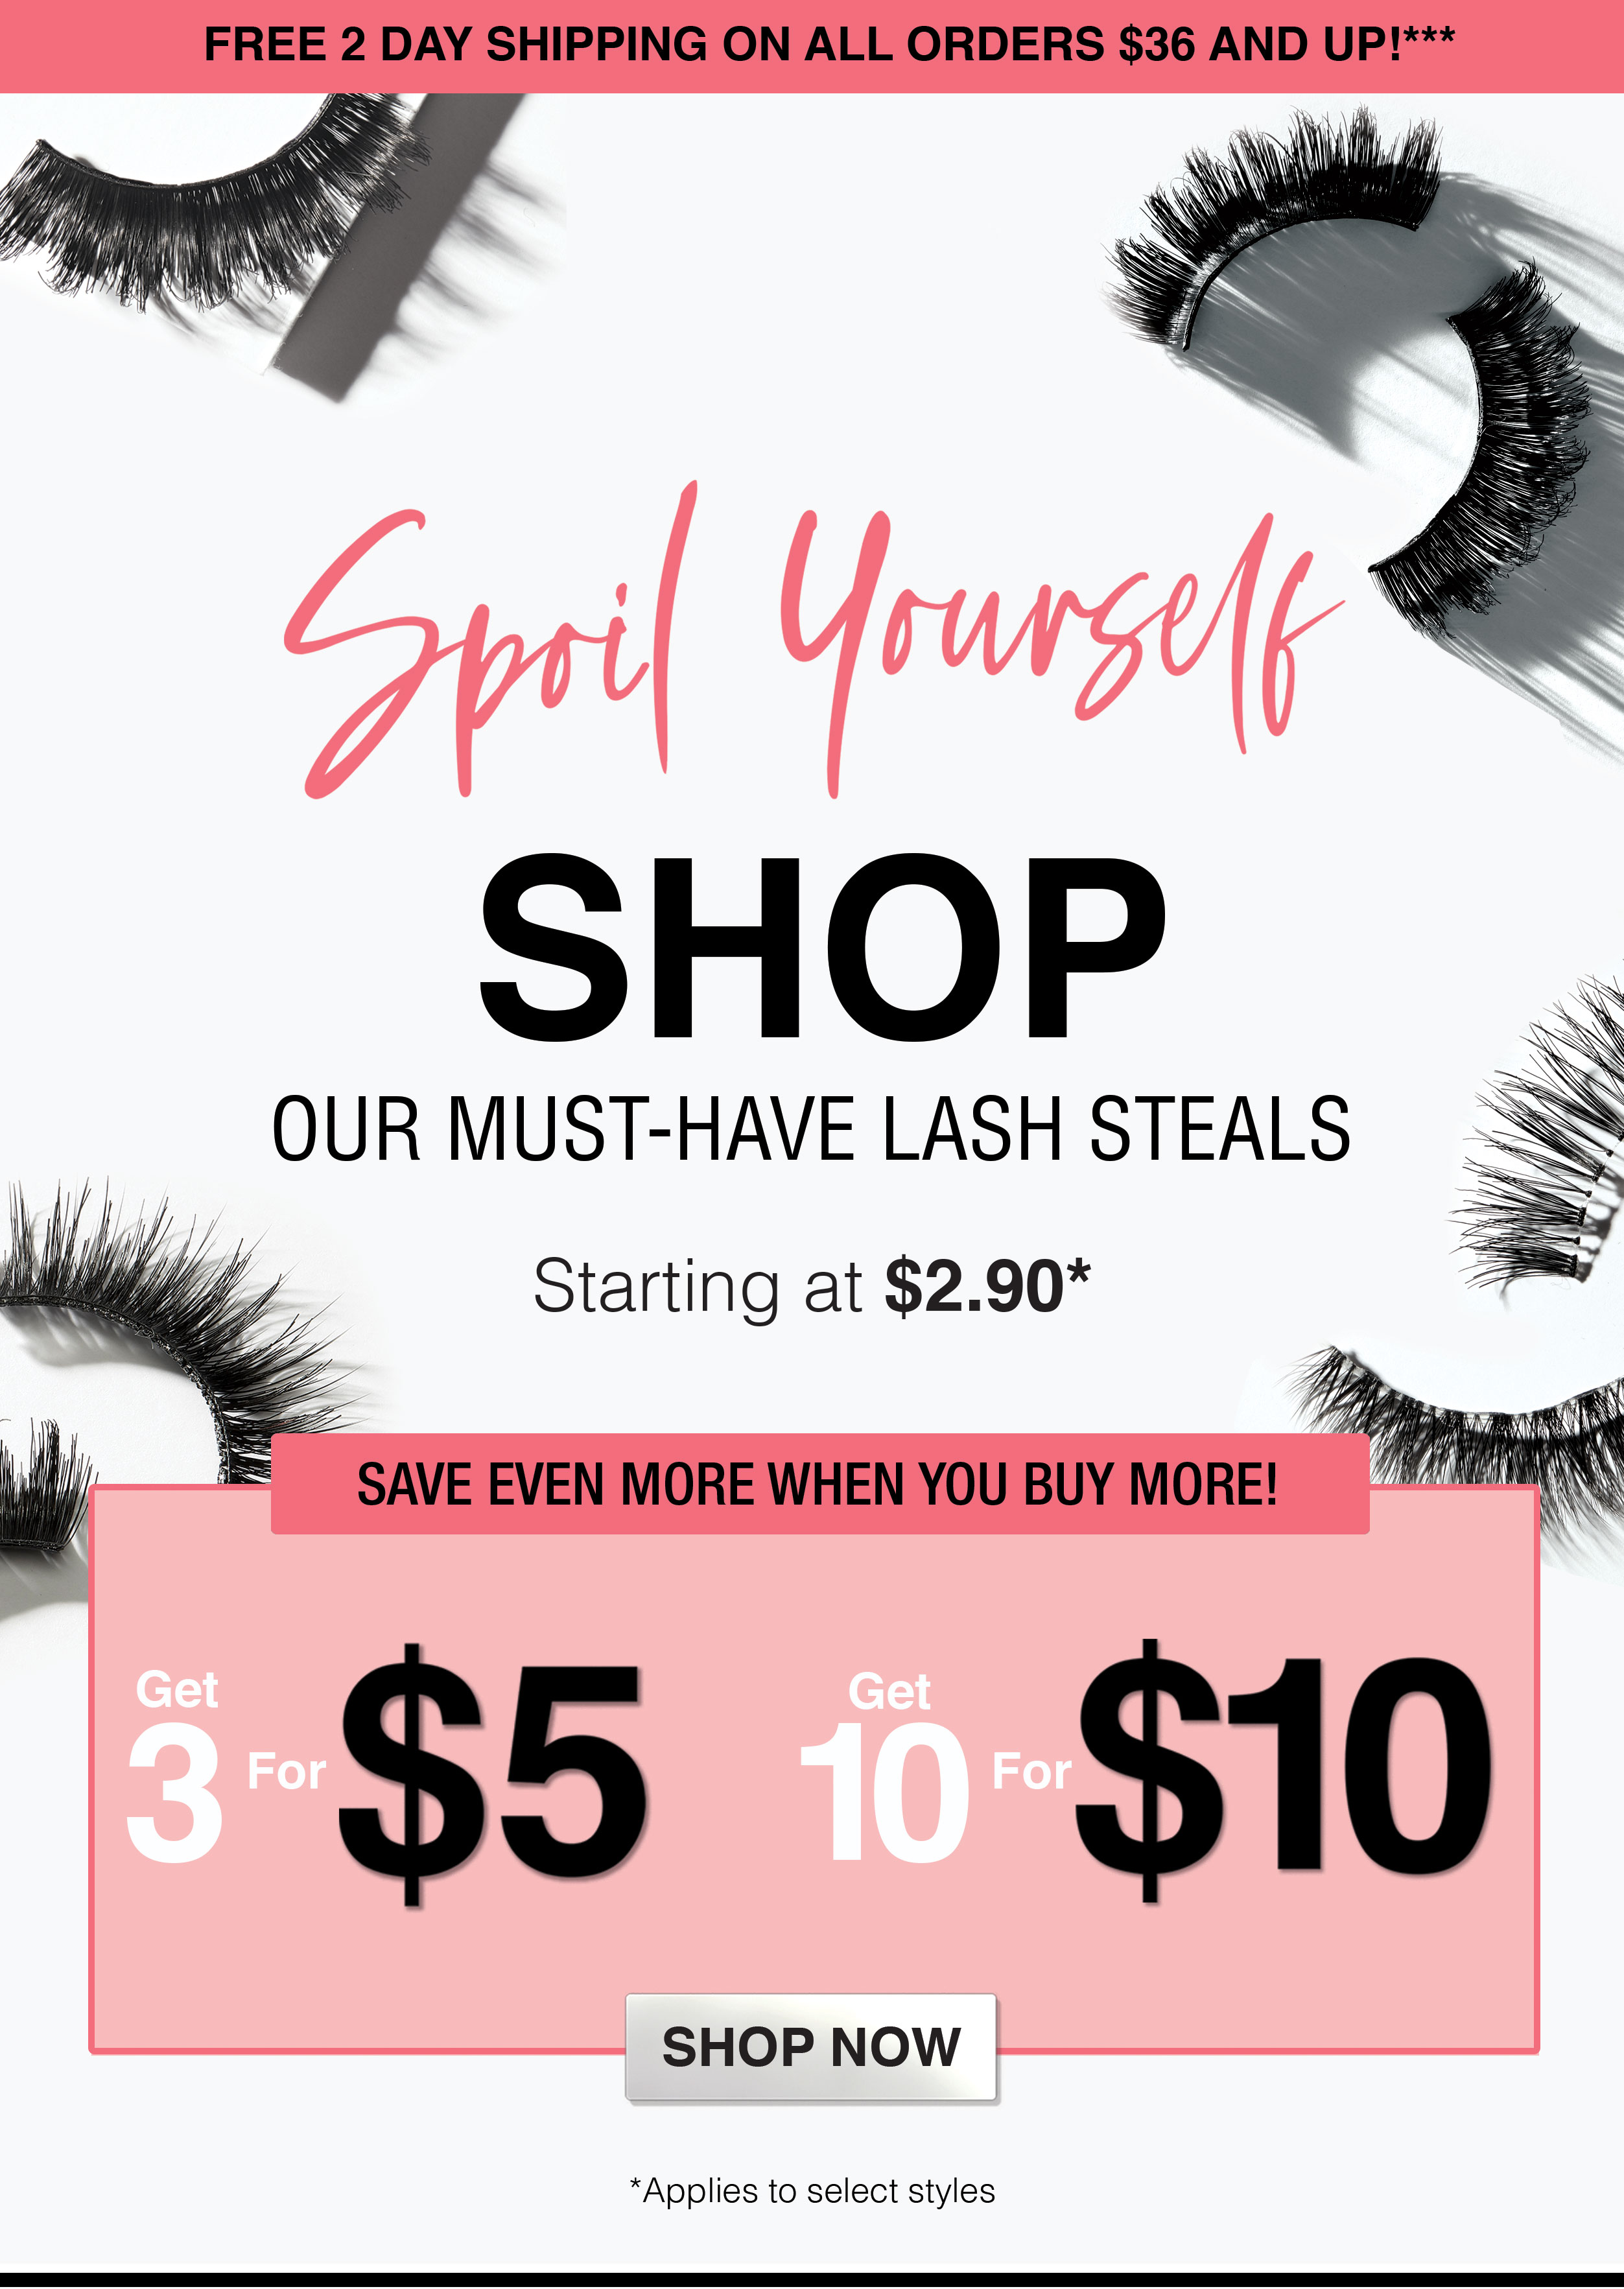 FREE 2 DAY SHIPPING ON ALL ORDERS $36 AND UP!***
Spoil Yourself
SHOP
OUR MUST-HAVE LASH STEALS
Starting at $2.90*
SAVE EVEN MORE WHEN YOU BUY MORE!
Get 3 For $5
Get 10 For $10
SHOP NOW
*Applies to select styles